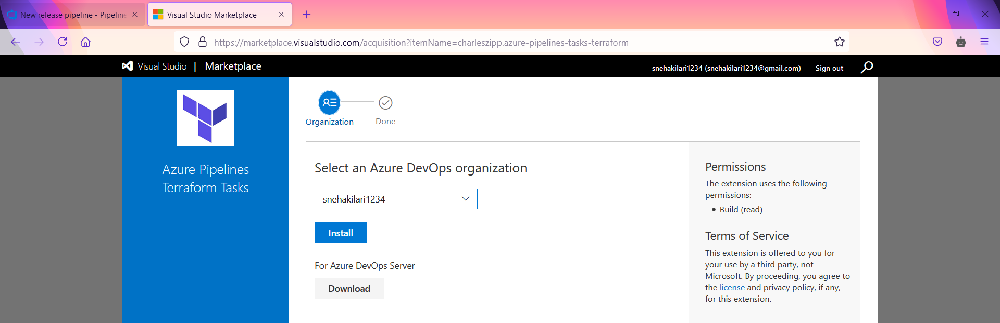 New release pipeline - Pipeline
Visual Studio Marketplace
https://marketplace.visualstudio.com/acquisition?itemName=charleszipp.azure-pipelines-tasks-terraform
Visual Studio | Marketplace
snehakilari1234 (snehakilari1234@gmail.com) Sign out
Azure Pipelines
Terraform Tasks
Organization
Done
Select an Azure DevOps organization
snehakilari1234
Install
For Azure DevOps Server
Download
Permissions
The extension uses the following
permissions:
• Build (read)
Terms of Service
This extension is offered to you for
your use by a third party, not
Microsoft. By proceeding, you agree to
the license and privacy policy, if any,
for this extension.